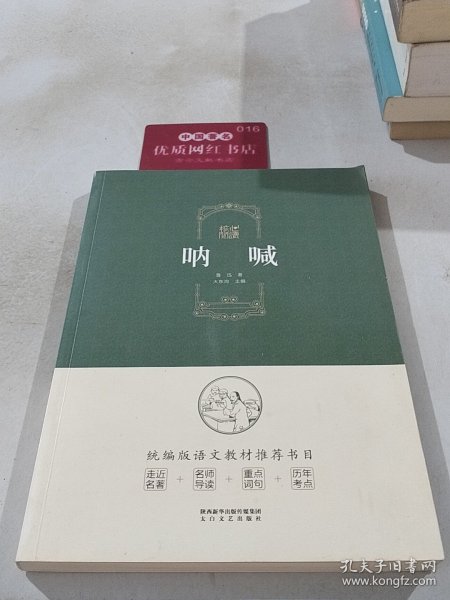 016
中国著名
优质网红书店
呐喊
鲁迅 著
主编
统编版语文教材推荐书目
走近名著 + 名师导读 + 重点词句 + 历年考点
陕西新华出版传媒集团
太白文艺出版社
孔夫子旧书网
www.kongfz.com